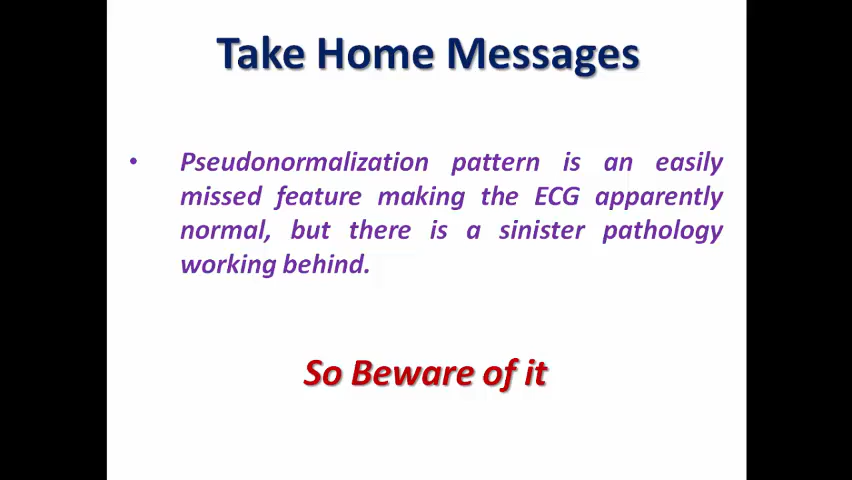 Take Home Messages
• Pseudonormalization pattern is an easily
missed feature making the ECG apparently
normal, but there is a sinister pathology
working behind.
So Beware of it